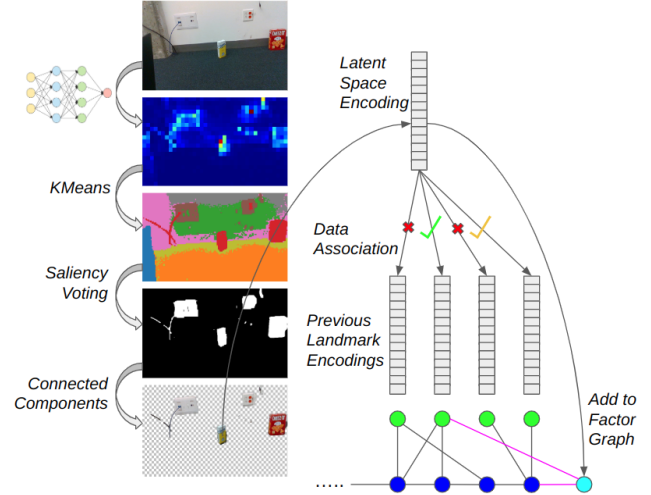 KMeans
Saliency
Voting
Connected
Components
Latent
Space
Encoding
Data
Association
Previous
Landmark
Encodings
Add to
Factor
Graph
.....